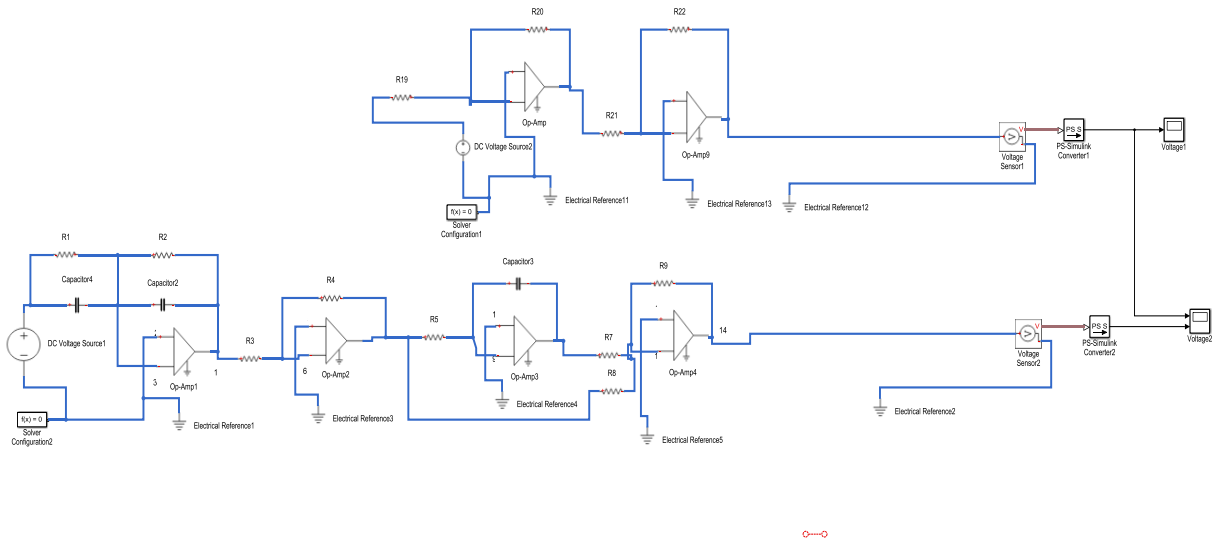 R20
R22
R19
Op-Amp
R21
Op-Amp9
DC Voltage Source2
V
Voltage
Sensor1
PS S
PS-Simulink
Converter1
Voltage1
Electrical Reference11
Electrical Reference13
Electrical Reference12
f(x) = 0
Solver
Configuration1
R1
R2
Capacitor4
Capacitor2
R4
Capacitor3
R9
DC Voltage Source1
3
Op-Amp1
1
R3
6
Op-Amp2
R5
1
Op-Amp3
R7
R8
Op-Amp4
14
V
Voltage
Sensor2
PS S
PS-Simulink
Converter2
Voltage2
f(x) = 0
Solver
Configuration2
Electrical Reference1
Electrical Reference3
Electrical Reference4
Electrical Reference5
Electrical Reference2